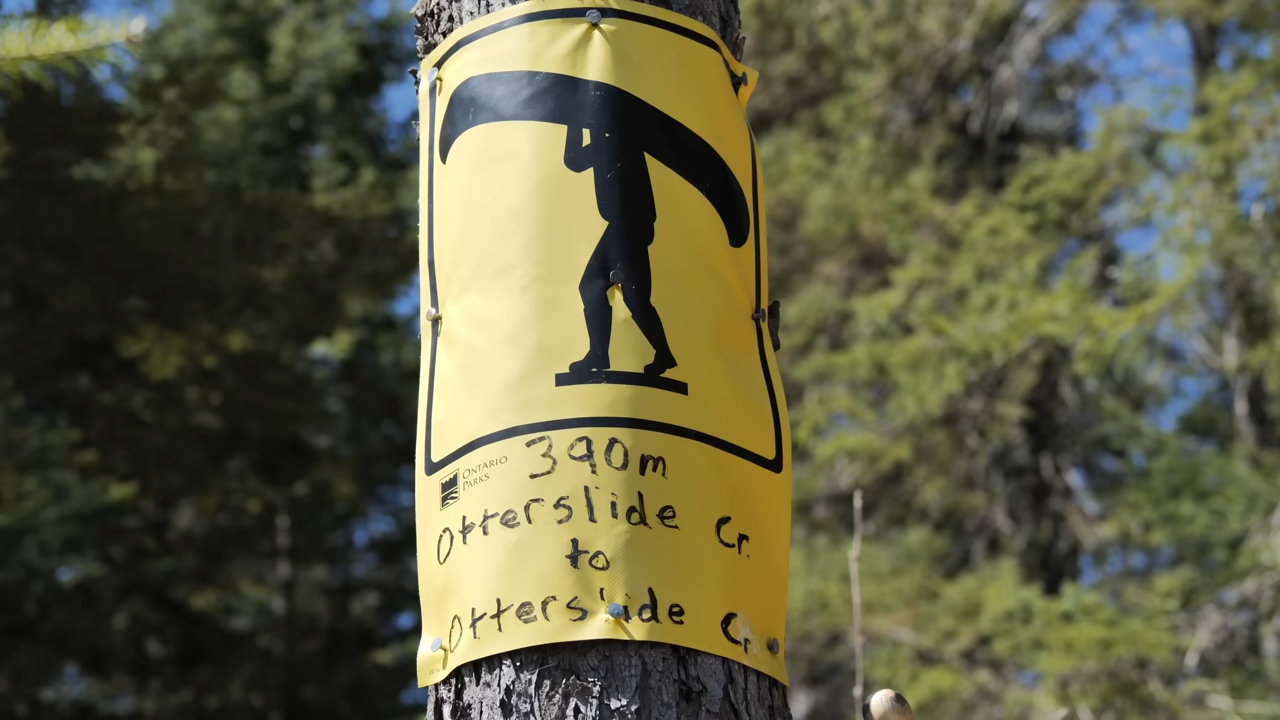 390m
ONTARIO
PARKS
Otterslide Cr.
to
Otterslide Cr.